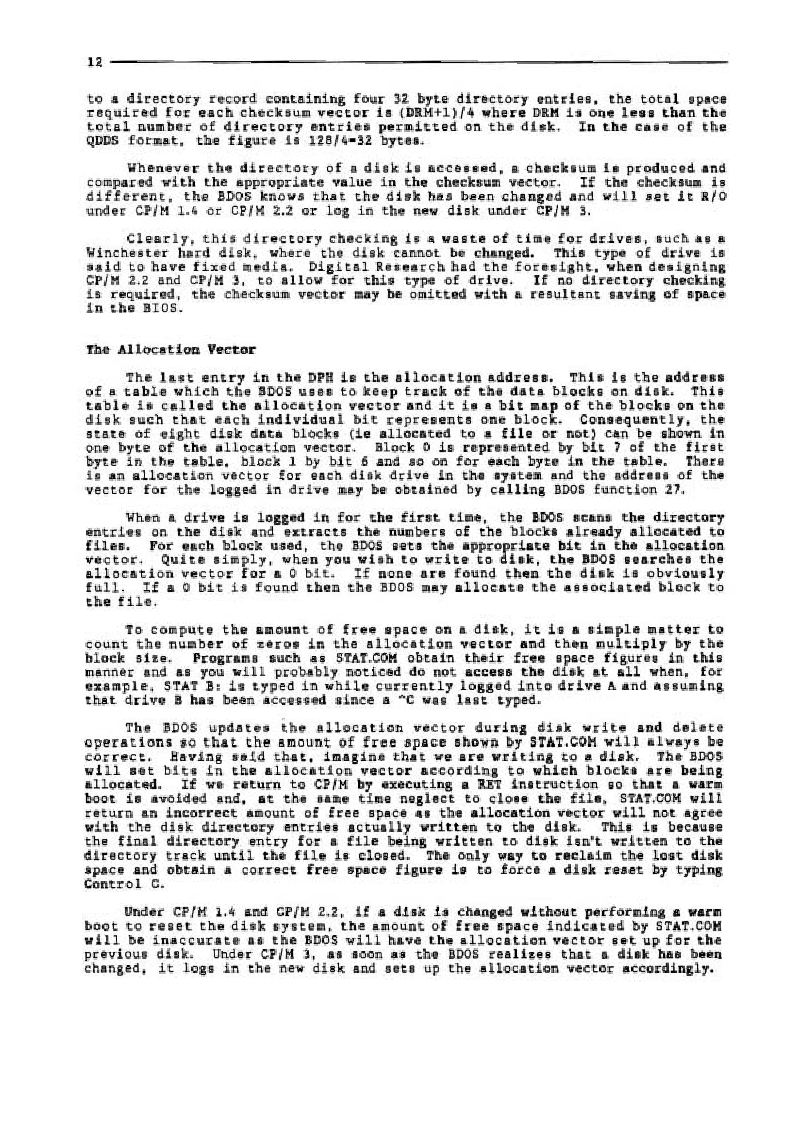 12
to a directory record containing four 32 byte directory entries, the total space
required for each checksum vector is (DRM+1)/4 where DRM is one less than the
total number of directory entries permitted on the disk. In the case of the
QDDS format, the figure is 128/4=32 bytes.
Whenever the directory of a disk is accessed, a checksum is produced and
compared with the appropriate value in the checksum vector. If the checksum is
different, the BDOS knows that the disk has been changed and will set it R/O
under CP/M 1.4 or CP/M 2.2 or log in the new disk under CP/M 3.
Clearly, this directory checking is a waste of time for drives, such as a
Winchester hard disk, where the disk cannot be changed. This type of drive is
said to have fixed media. Digital Research had the foresight, when designing
CP/M 2.2 and CP/M 3, to allow for this type of drive. If no directory checking
is required, the checksum vector may be omitted with a resultant saving of space
in the BIOS.
The Allocation Vector
The last entry in the DPH is the allocation address. This is the address
of a table which the BDOS uses to keep track of the data blocks on disk. This
table is called the allocation vector and it is a bit map of the blocks on the
disk such that each individual bit represents one block. Consequently, the
state of eight disk data blocks (ie allocated to a file or not) can be shown in
one byte of the allocation vector. Block 0 is represented by bit 7 of the first
byte in the table, block 1 by bit 6 and so on for each byte in the table. There
is an allocation vector for each disk drive in the system and the address of the
vector for the logged in drive may be obtained by calling BDOS function 27.
When a drive is logged in for the first time, the BDOS scans the directory
entries on the disk and extracts the numbers of the blocks already allocated to
files. For each block used, the BDOS sets the appropriate bit in the allocation
vector. Quite simply, when you wish to write to disk, the BDOS searches the
allocation vector for a 0 bit. If none are found then the disk is obviously
full. If a 0 bit is found then the BDOS may allocate the associated block to
the file.
To compute the amount of free space on a disk, it is a simple matter to
count the number of zeros in the allocation vector and then multiply by the
block size. Programs such as STAT.COM obtain their free space figures in this
manner and as you will probably noticed do not access the disk at all when, for
example, STAT B: is typed in while currently logged into drive A and assuming
that drive B has been accessed since a ^C was last typed.
The BDOS updates the allocation vector during disk write and delete
operations so that the amount of free space shown by STAT.COM will always be
correct. Having said that, imagine that we are writing to a disk. The BDOS
will set bits in the allocation vector according to which blocks are being
allocated. If we return to CP/M by executing a RET instruction so that a warm
boot is avoided and, at the same time neglect to close the file, STAT.COM will
return an incorrect amount of free space as the allocation vector will not agree
with the disk directory entries actually written to the disk. This is because
the final directory entry for a file being written to disk isn't written to the
directory track until the file is closed. The only way to reclaim the lost disk
space and obtain a correct free space figure is to force a disk reset by typing
Control C.
Under CP/M 1.4 and CP/M 2.2, if a disk is changed without performing a warm
boot to reset the disk system, the amount of free space indicated by STAT.COM
will be inaccurate as the BDOS will have the allocation vector set up for the
previous disk. Under CP/M 3, as soon as the BDOS realizes that a disk has been
changed, it logs in the new disk and sets up the allocation vector accordingly.